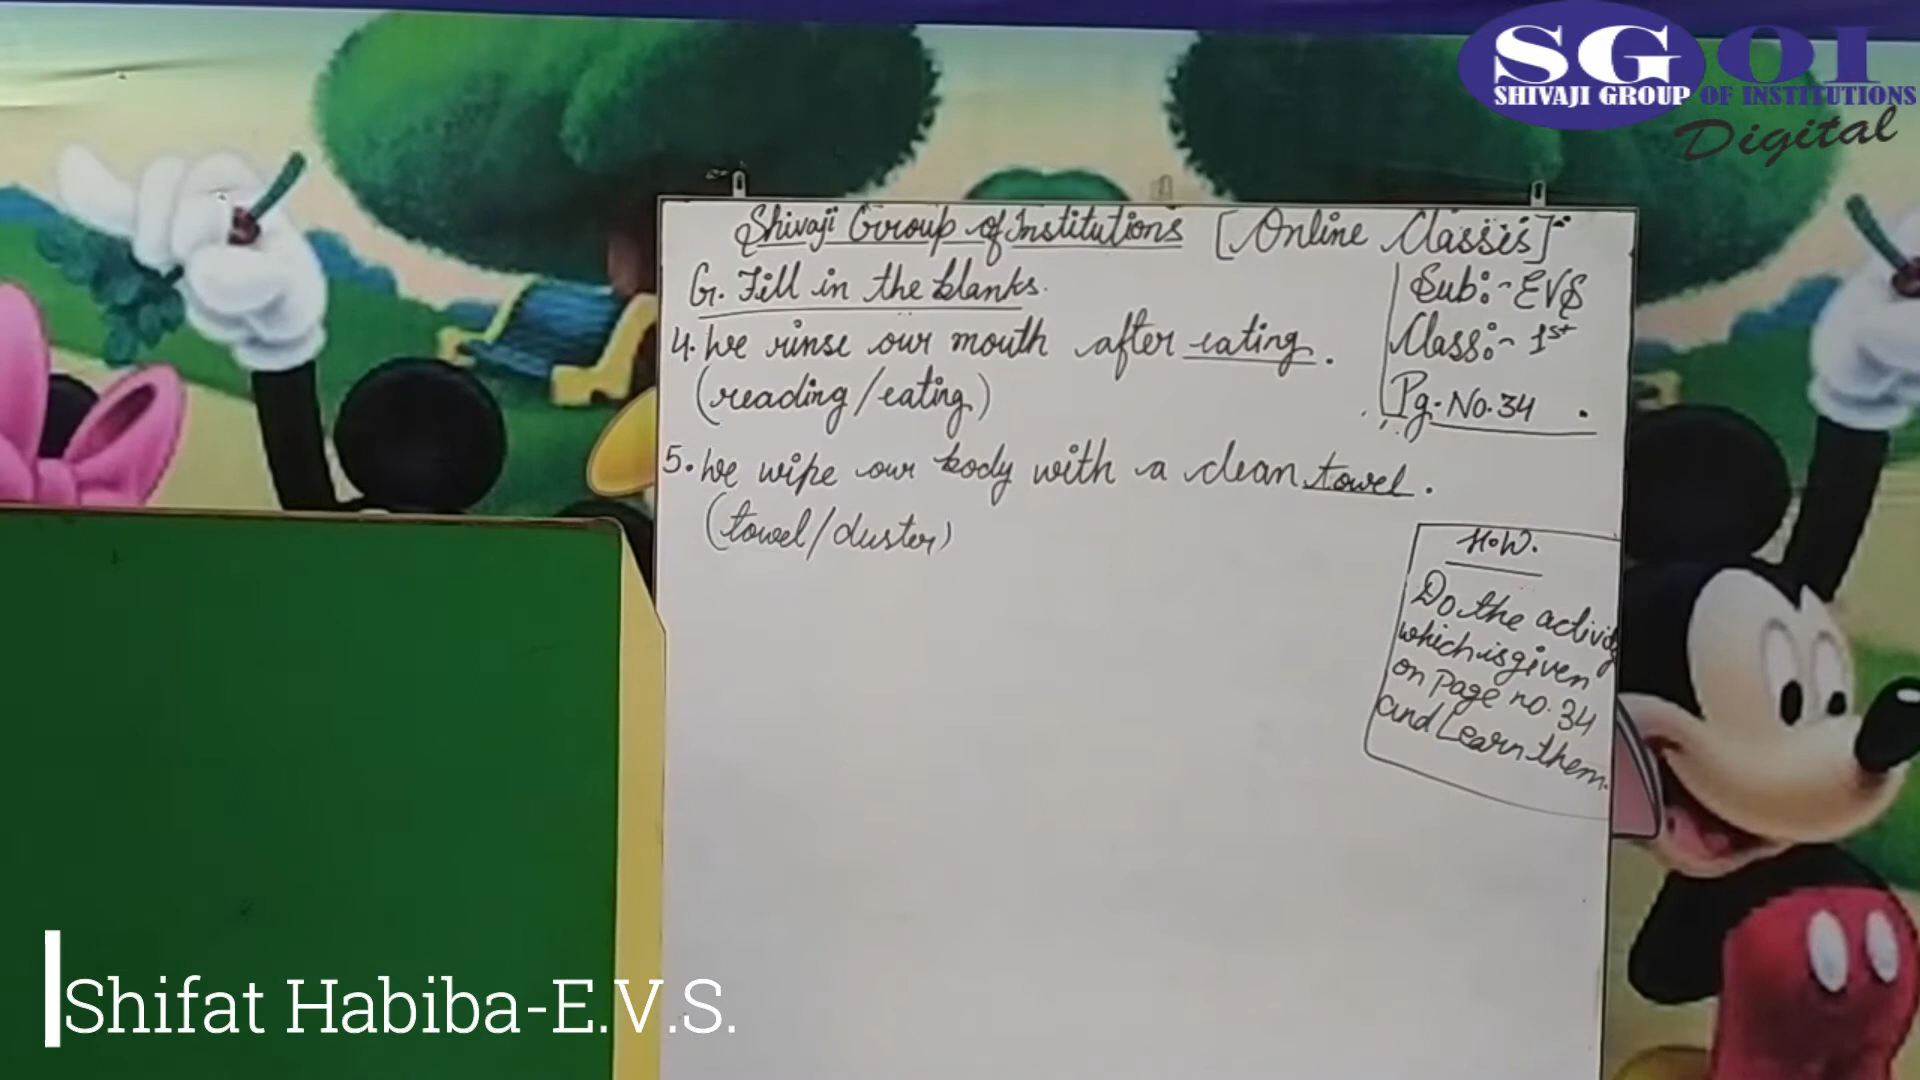 SGOI
SHIVAJI GROUP OF INSTITUTIONS
Digital
Shivaji Group of Institutions [Online Classes]
G. Fill in the blanks.
Sub:- EVS
Class:- 1st
Pg. No. 34
4. We rinse our mouth after eating.
(reading/eating)
5. We wipe our body with a clean towel.
(towel/duster)
H.W.
Do the activity
which is given
on Page no. 34
and Learn them.
Shifat Habiba-E.V.S.